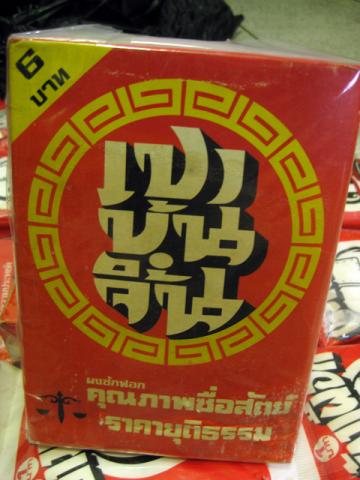 6
บาท
เปา
บุ้น
จิ้น
ผงซักฟอก
คุณภาพซื่อสัตย์
ราคายุติธรรม